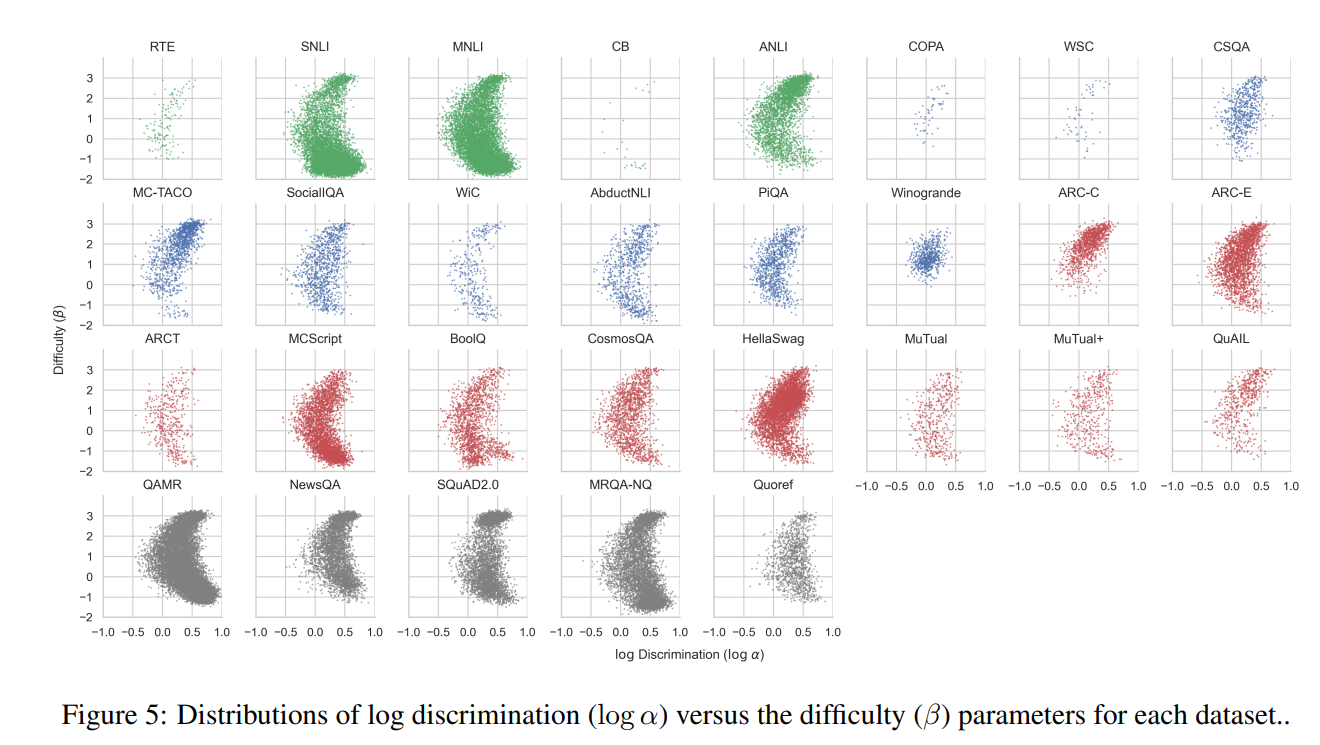 RTE SNLI MNLI CB ANLI COPA WSC CSQA
3
2
1
0
−1
−2
MC-TACO SocialIQA WiC AbductNLI PiQA Winogrande ARC-C ARC-E
3
2
1
0
−1
−2
Difficulty (β)
ARCT MCScript BoolQ CosmosQA HellaSwag MuTual MuTual+ QuAIL
3
2
1
0
−1
−2
−1.0 −0.5 0.0 0.5 1.0 −1.0 −0.5 0.0 0.5 1.0 −1.0 −0.5 0.0 0.5 1.0
QAMR NewsQA SQuAD2.0 MRQA-NQ Quoref
3
2
1
0
−1
−2
−1.0 −0.5 0.0 0.5 1.0 −1.0 −0.5 0.0 0.5 1.0 −1.0 −0.5 0.0 0.5 1.0 −1.0 −0.5 0.0 0.5 1.0 −1.0 −0.5 0.0 0.5 1.0
log Discrimination (log α)
Figure 5: Distributions of log discrimination (log α) versus the difficulty (β) parameters for each dataset..